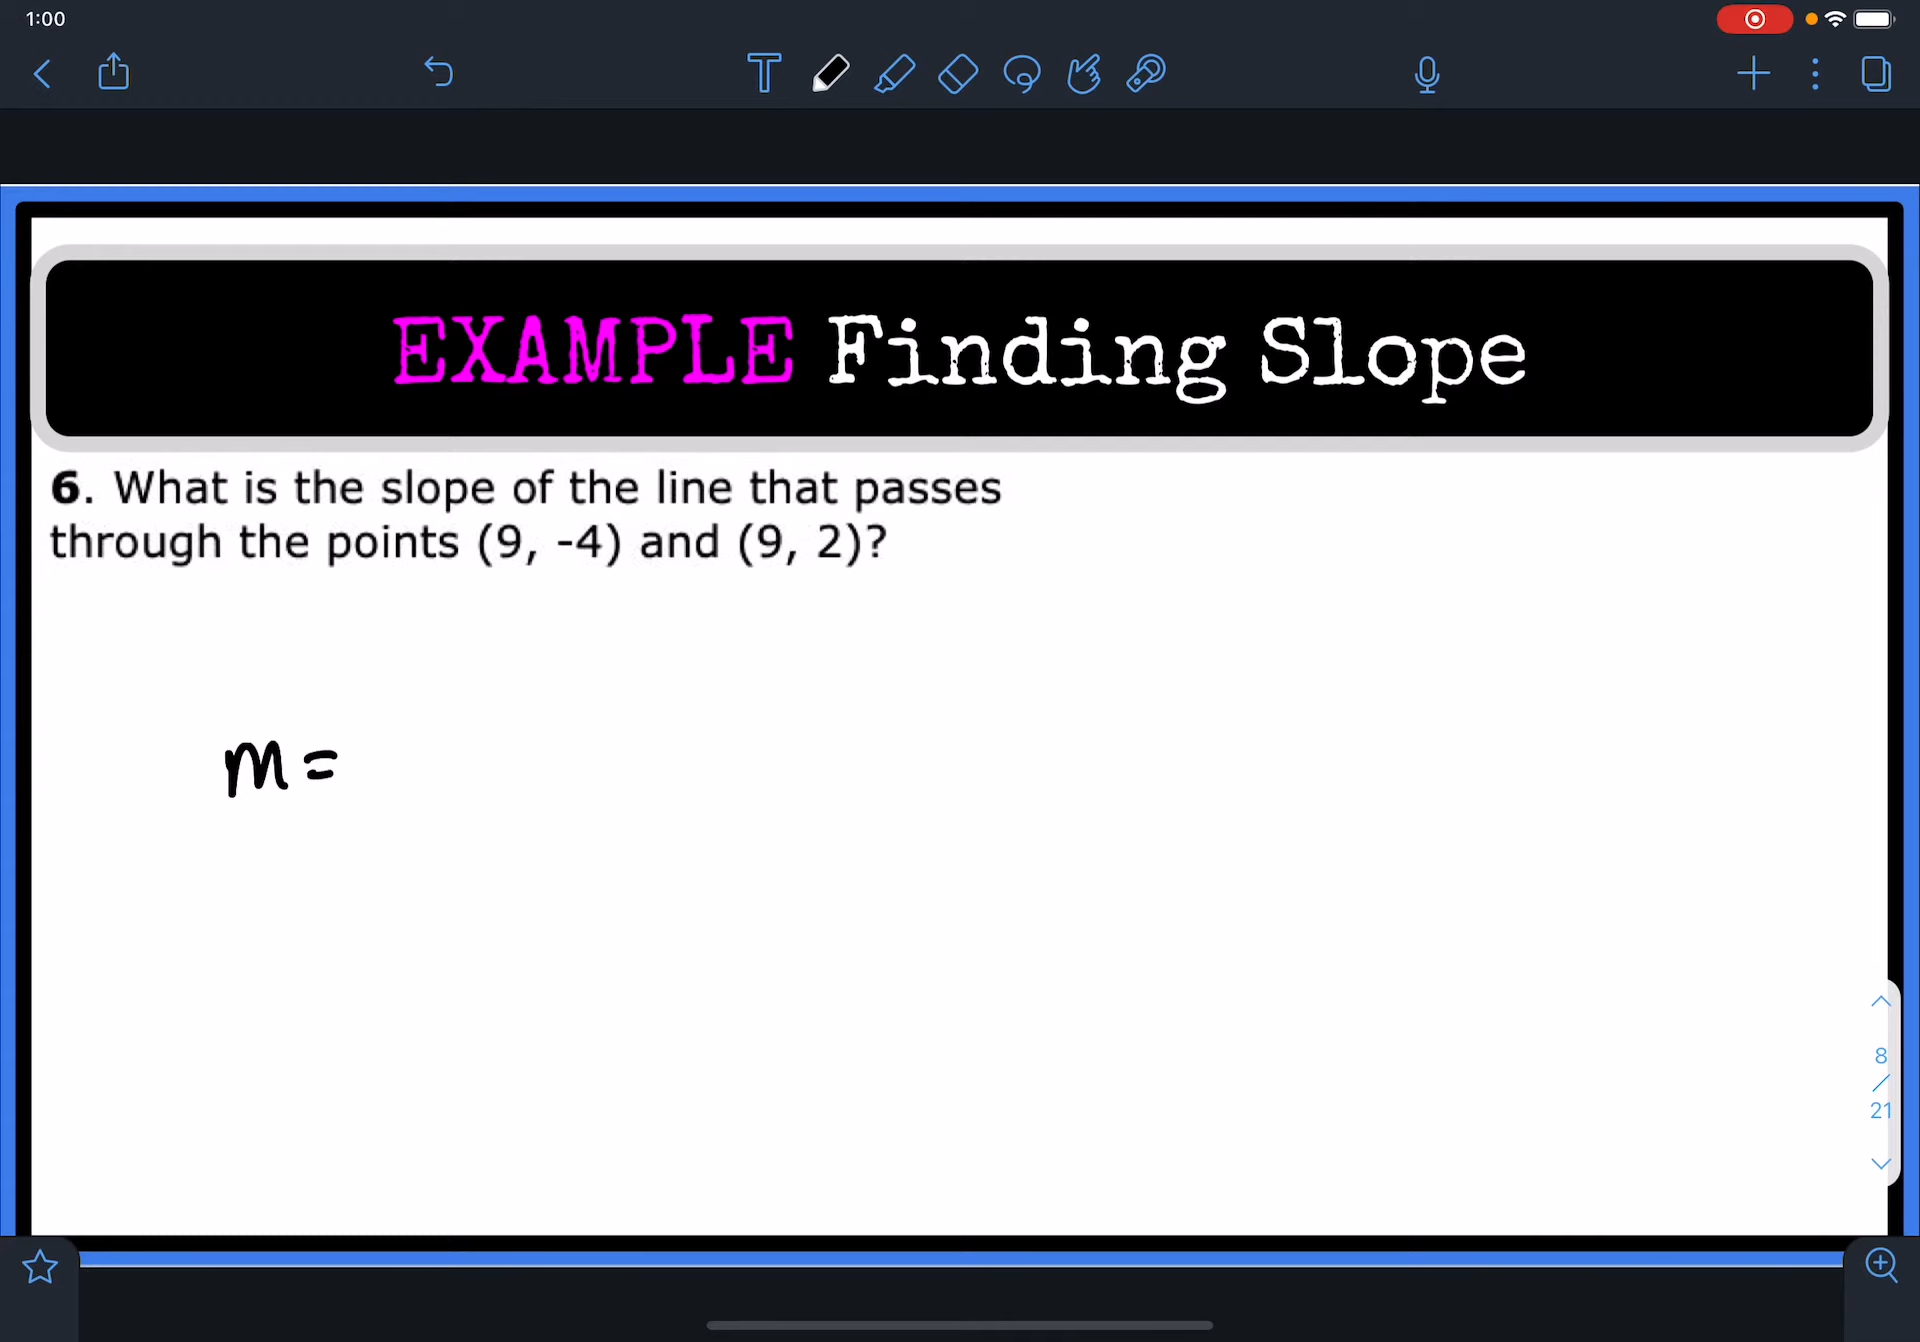 1:00
T
EXAMPLE Finding Slope
6. What is the slope of the line that passes
through the points (9, -4) and (9, 2)?
m =
8
/
21